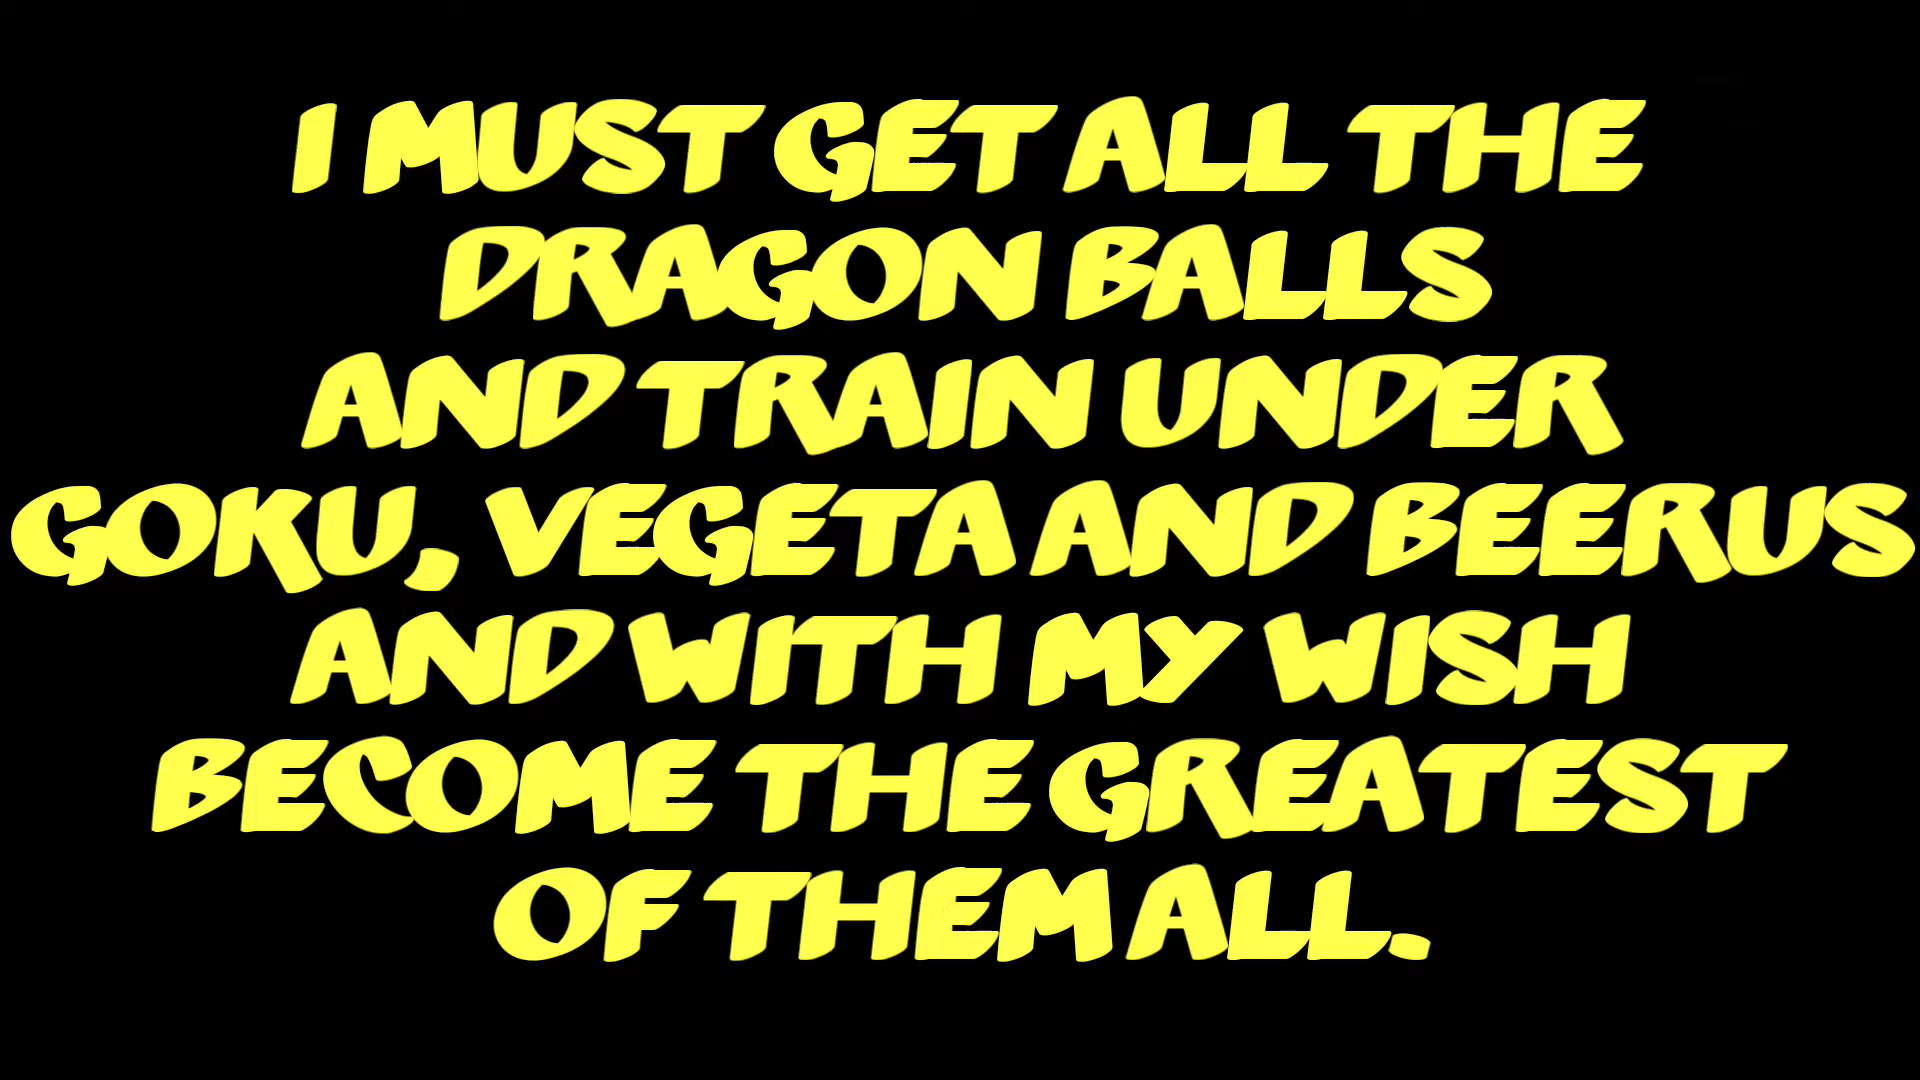 I MUST GET ALL THE
DRAGON BALLS
AND TRAIN UNDER
GOKU, VEGETA AND BEERUS
AND WITH MY WISH
BECOME THE GREATEST
OF THEM ALL.